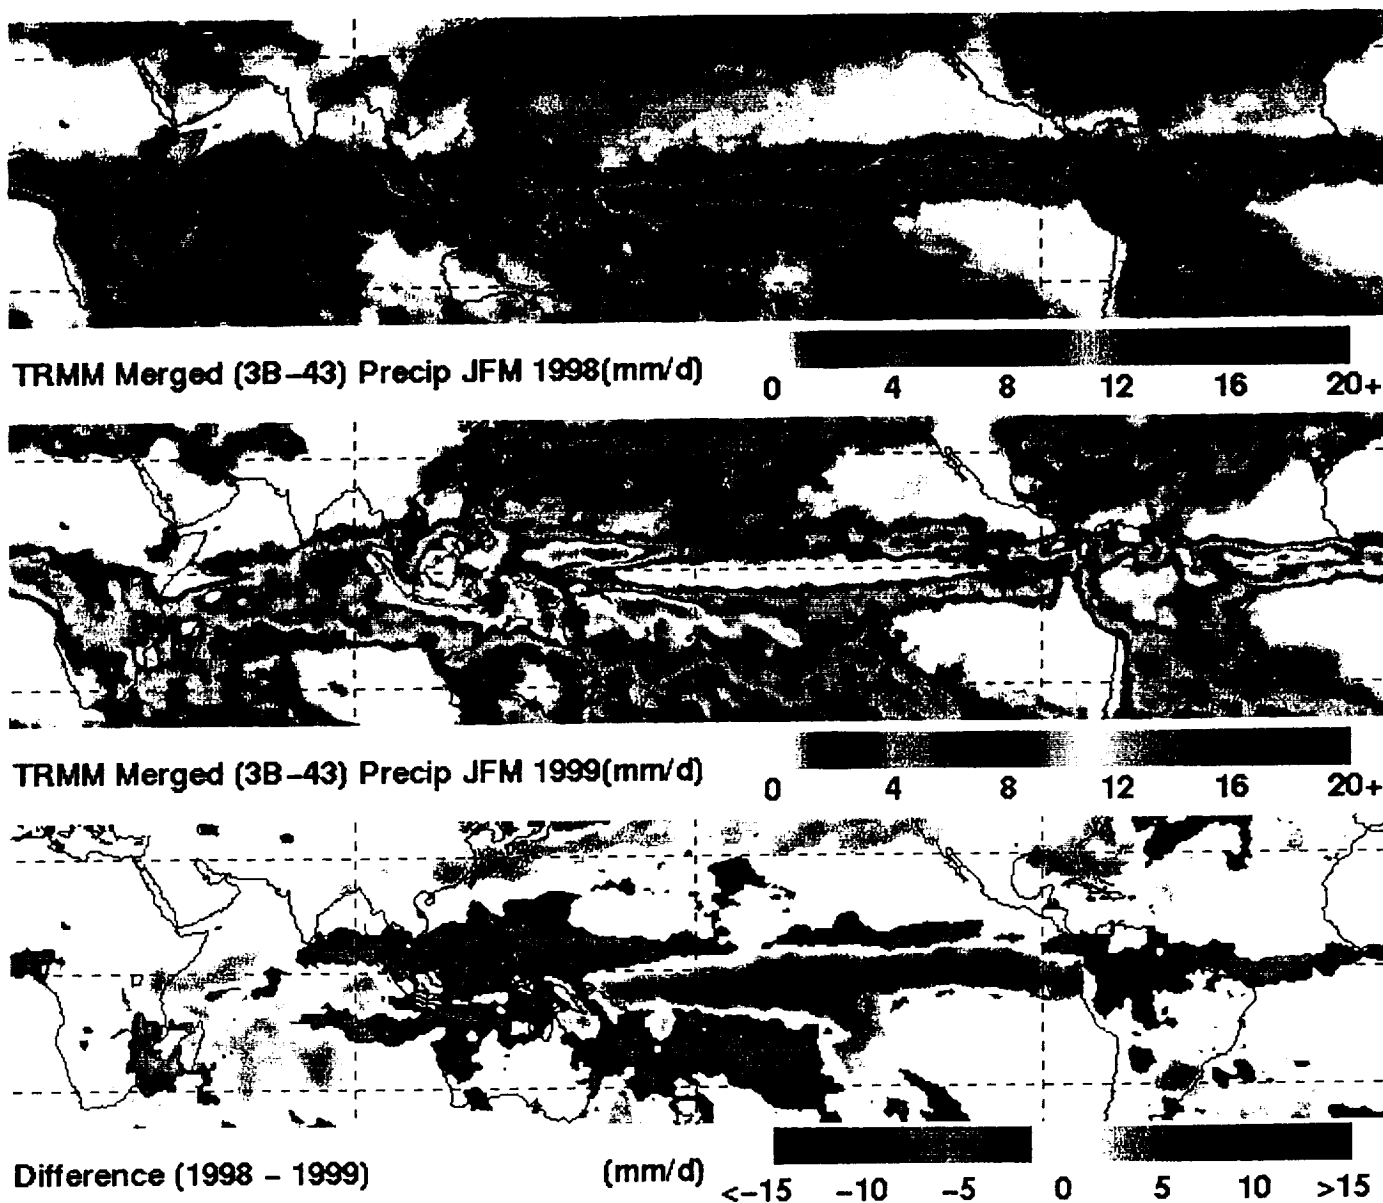 TRMM Merged (3B-43) Precip JFM 1998(mm/d)
0 4 8 12 16 20+
TRMM Merged (3B-43) Precip JFM 1999(mm/d)
0 4 8 12 16 20+
Difference (1998 - 1999) (mm/d)
<-15 -10 -5 0 5 10 >15